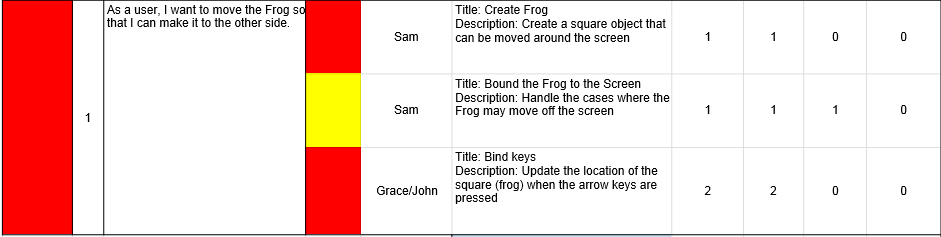 1
As a user, I want to move the Frog so
that I can make it to the other side.
Sam
Title: Create Frog
Description: Create a square object that
can be moved around the screen
1 1 0 0
Sam
Title: Bound the Frog to the Screen
Description: Handle the cases where the
Frog may move off the screen
1 1 1 0
Grace/John
Title: Bind keys
Description: Update the location of the
square (frog) when the arrow keys are
pressed
2 2 0 0